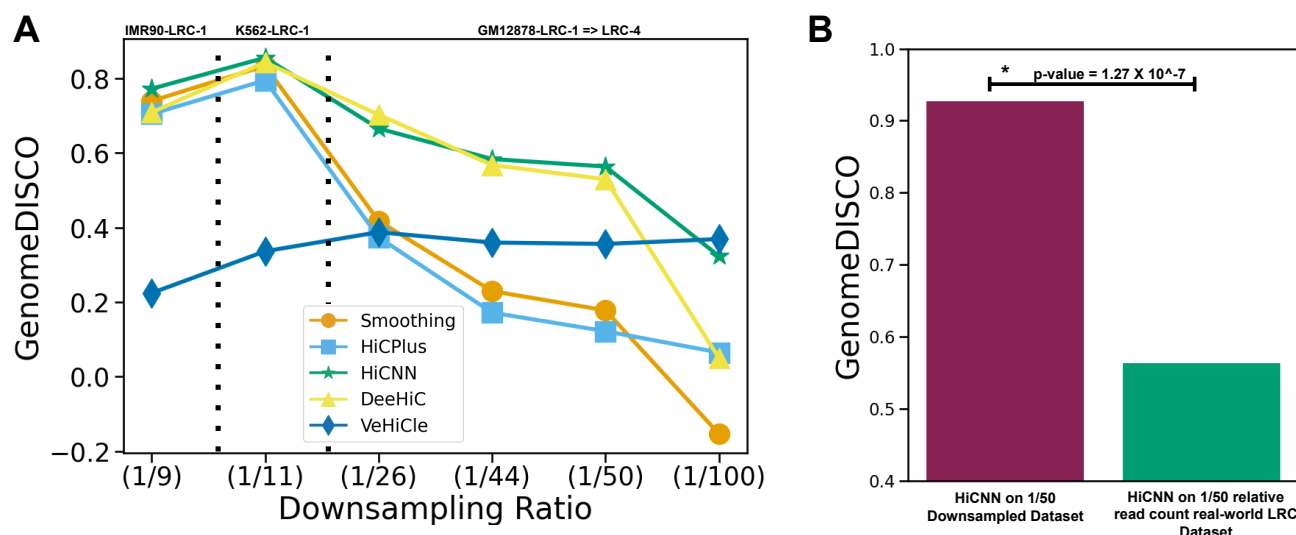 A
IMR90-LRC-1 K562-LRC-1 GM12878-LRC-1 => LRC-4
GenomeDISCO
0.8
0.6
0.4
0.2
0.0
−0.2
Smoothing
HiCPlus
HiCNN
DeeHiC
VeHiCle
(1/9) (1/11) (1/26) (1/44) (1/50) (1/100)
Downsampling Ratio
B
GenomeDISCO
1.0
0.9
0.8
0.7
0.6
0.5
0.4
* p-value = 1.27 X 10^-7
HiCNN on 1/50
Downsampled Dataset
HiCNN on 1/50 relative
read count real-world LRC
Dataset